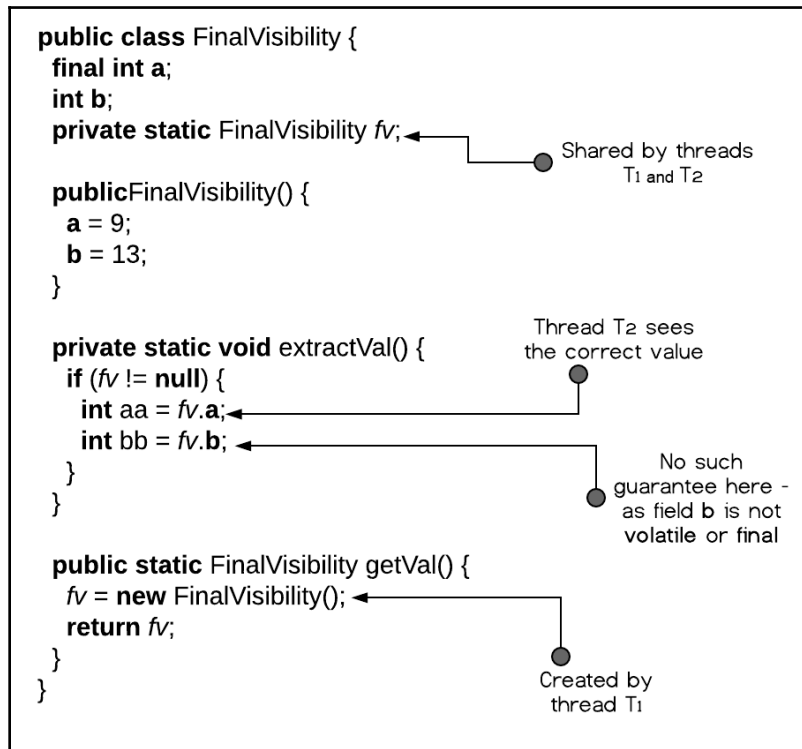 public class FinalVisibility {
final int a;
int b;
private static FinalVisibility fv;
Shared by threads
T1 and T2
publicFinalVisibility() {
a = 9;
b = 13;
}
Thread T2 sees
the correct value
private static void extractVal() {
if (fv != null) {
int aa = fv.a;
int bb = fv.b;
}
}
No such
guarantee here -
as field b is not
volatile or final
public static FinalVisibility getVal() {
fv = new FinalVisibility();
return fv;
}
}
Created by
thread T1